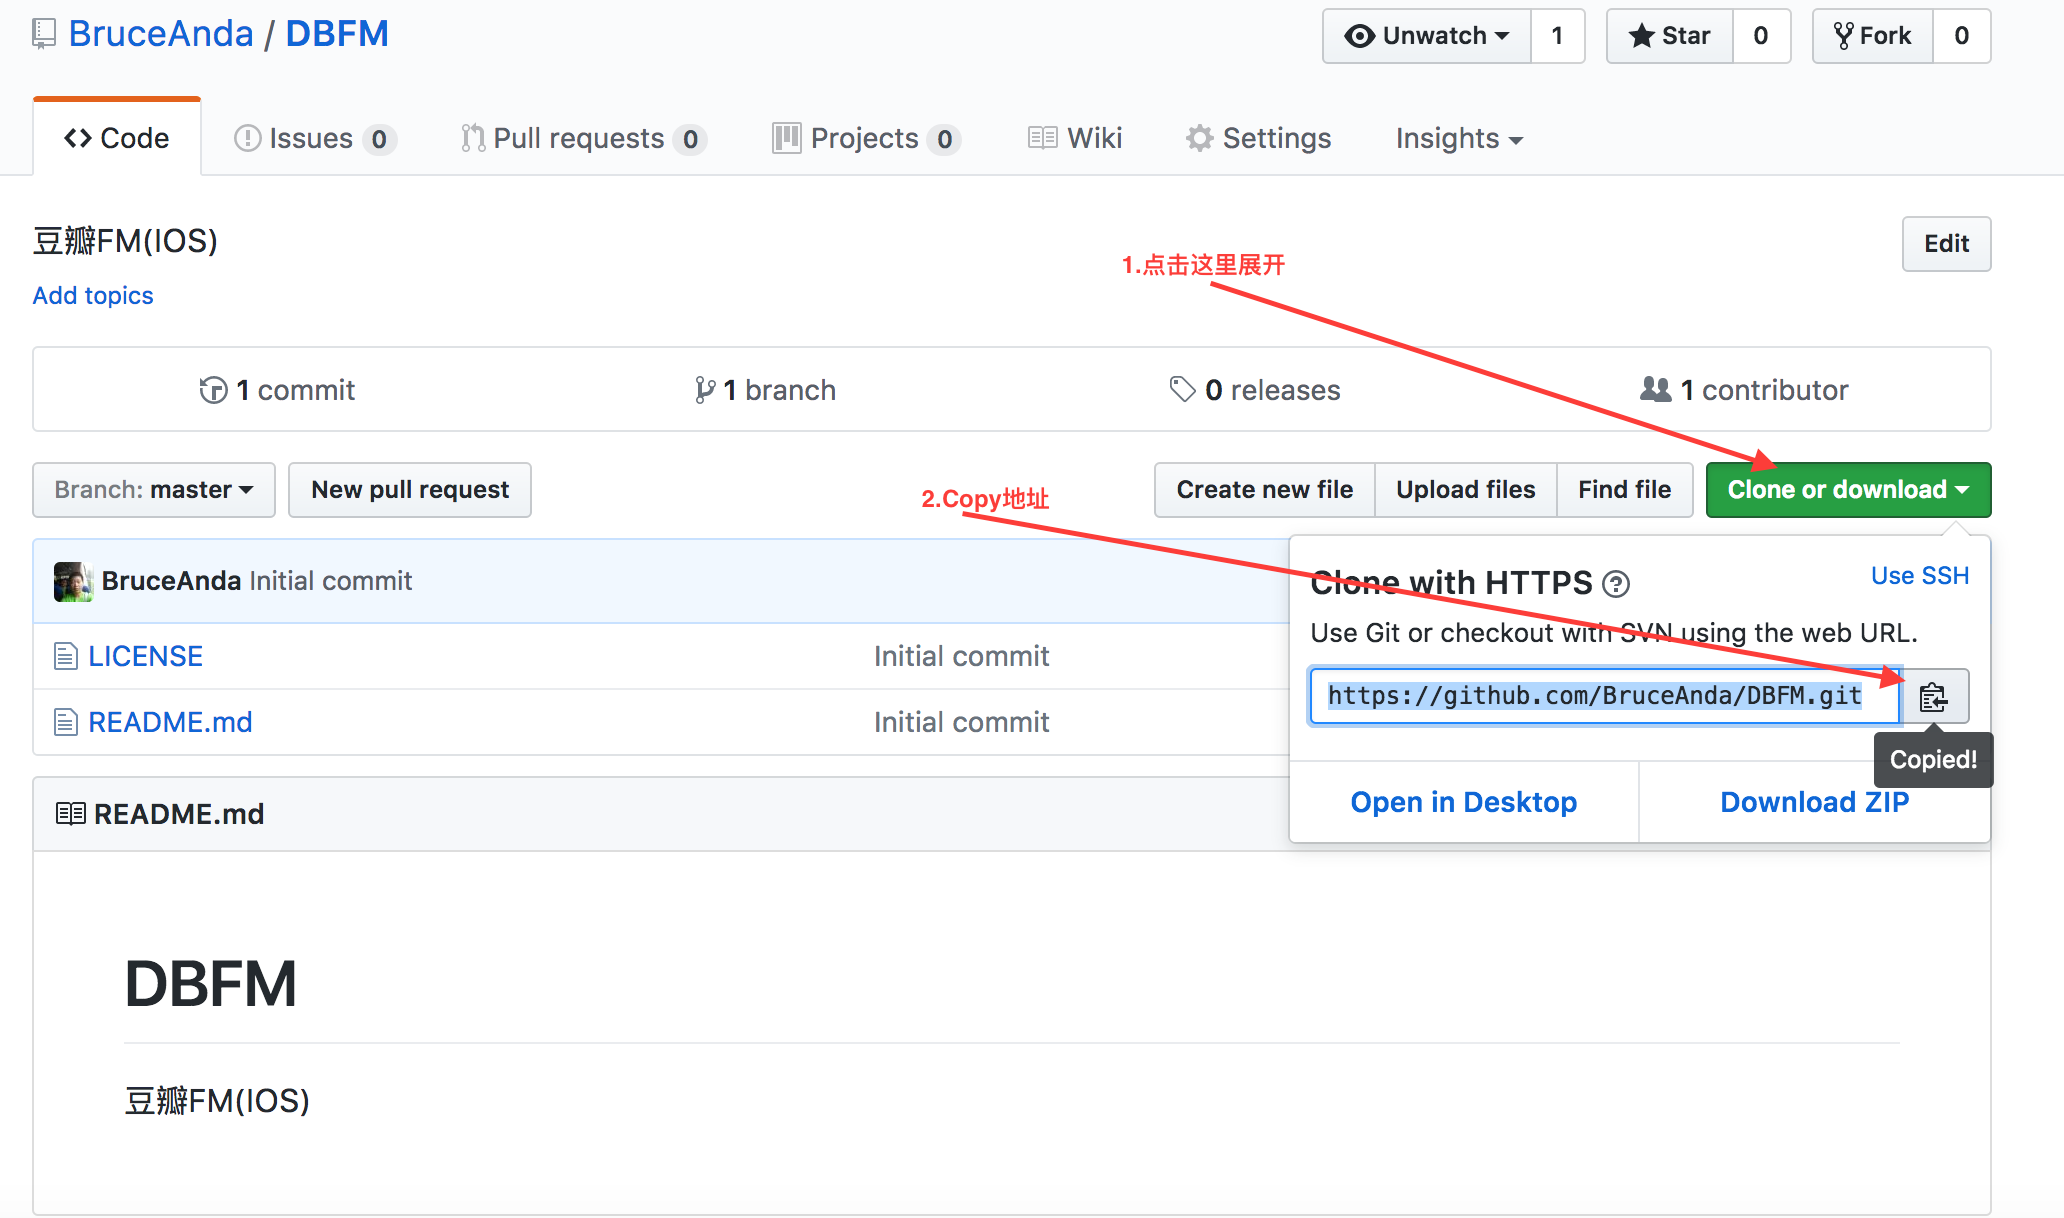 BruceAnda / DBFM
Unwatch 1
Star 0
Fork 0
Code
Issues 0
Pull requests 0
Projects 0
Wiki
Settings
Insights
豆瓣FM(IOS)
Edit
1.点击这里展开
Add topics
1 commit
1 branch
0 releases
1 contributor
Branch: master
New pull request
2.Copy地址
Create new file
Upload files
Find file
Clone or download
BruceAnda Initial commit
Clone with HTTPS
Use SSH
Use Git or checkout with SVN using the web URL.
LICENSE Initial commit
https://github.com/BruceAnda/DBFM.git
README.md Initial commit
Copied!
Open in Desktop
Download ZIP
README.md
DBFM
豆瓣FM(IOS)